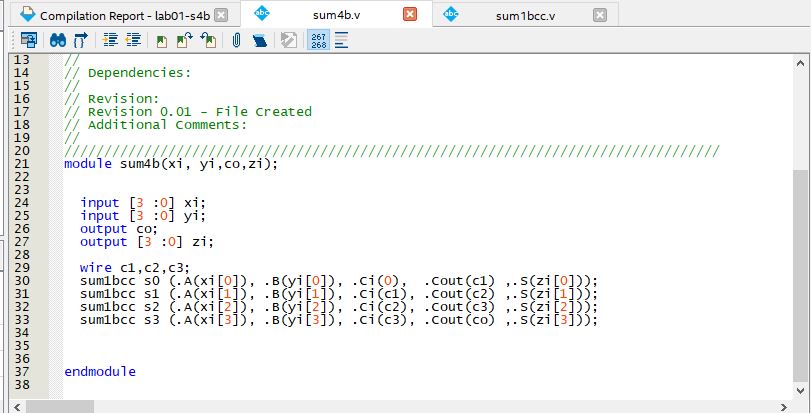 Compilation Report - lab01-s4b
sum4b.v
sum1bcc.v
267
268
13 //
14 // Dependencies:
15 //
16 // Revision:
17 // Revision 0.01 - File Created
18 // Additional Comments:
19 //
20 //////////////////////////////////////////////////////////////////////////////////
21 module sum4b(xi, yi,co,zi);
22
23
24 input [3 :0] xi;
25 input [3 :0] yi;
26 output co;
27 output [3 :0] zi;
28
29 wire c1,c2,c3;
30 sum1bcc s0 (.A(xi[0]), .B(yi[0]), .Ci(0),  .Cout(c1) ,.S(zi[0]));
31 sum1bcc s1 (.A(xi[1]), .B(yi[1]), .Ci(c1), .Cout(c2) ,.S(zi[1]));
32 sum1bcc s2 (.A(xi[2]), .B(yi[2]), .Ci(c2), .Cout(c3) ,.S(zi[2]));
33 sum1bcc s3 (.A(xi[3]), .B(yi[3]), .Ci(c3), .Cout(co) ,.S(zi[3]));
34
35
36
37 endmodule
38